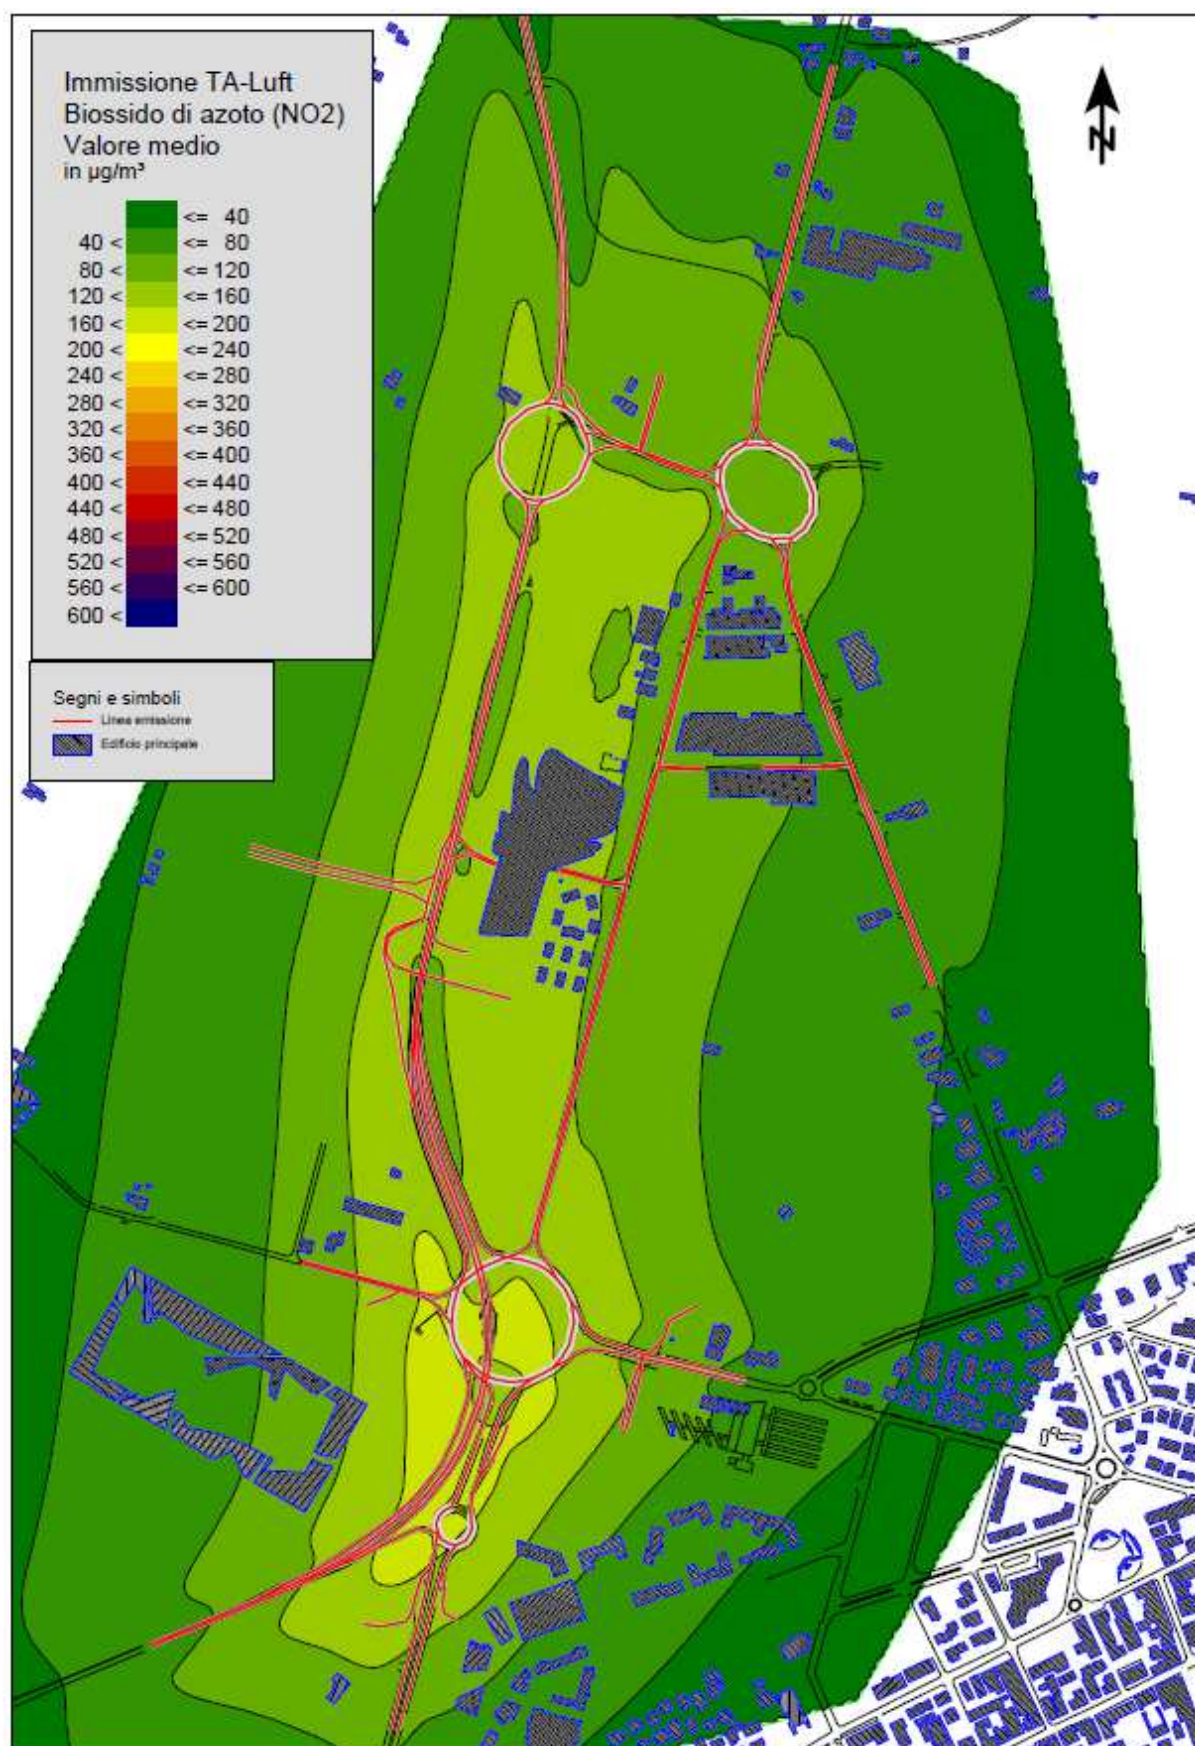 Immissione TA-Luft
Biossido di azoto (NO2)
Valore medio
in µg/m³
<= 40
40 < <= 80
80 < <= 120
120 < <= 160
160 < <= 200
200 < <= 240
240 < <= 280
280 < <= 320
320 < <= 360
360 < <= 400
400 < <= 440
440 < <= 480
480 < <= 520
520 < <= 560
560 < <= 600
600 <
Segni e simboli
Linea emissione
Edificio principale
N